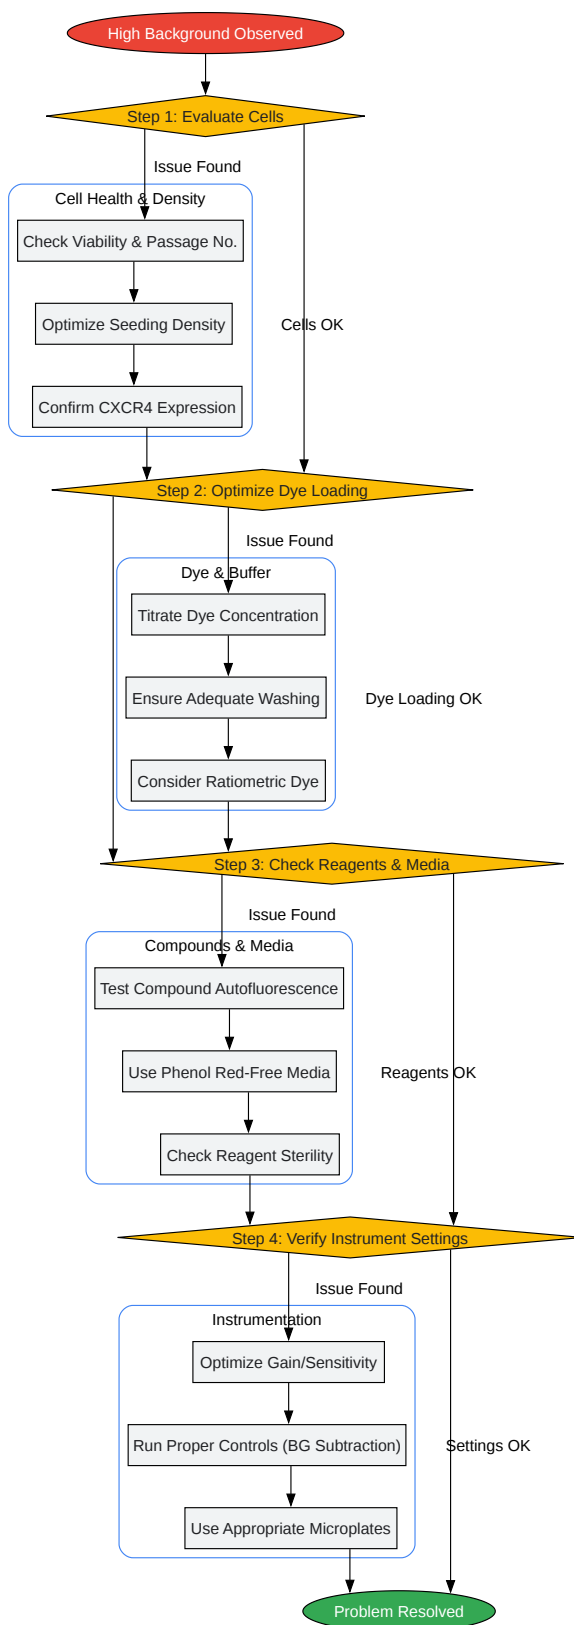 High Background Observed
Step 1: Evaluate Cells
Issue Found
Cell Health & Density
Check Viability & Passage No.
Optimize Seeding Density
Cells OK
Confirm CXCR4 Expression
Step 2: Optimize Dye Loading
Issue Found
Dye & Buffer
Titrate Dye Concentration
Ensure Adequate Washing
Dye Loading OK
Consider Ratiometric Dye
Step 3: Check Reagents & Media
Issue Found
Compounds & Media
Test Compound Autofluorescence
Use Phenol Red-Free Media
Reagents OK
Check Reagent Sterility
Step 4: Verify Instrument Settings
Issue Found
Instrumentation
Optimize Gain/Sensitivity
Run Proper Controls (BG Subtraction)
Settings OK
Use Appropriate Microplates
Problem Resolved